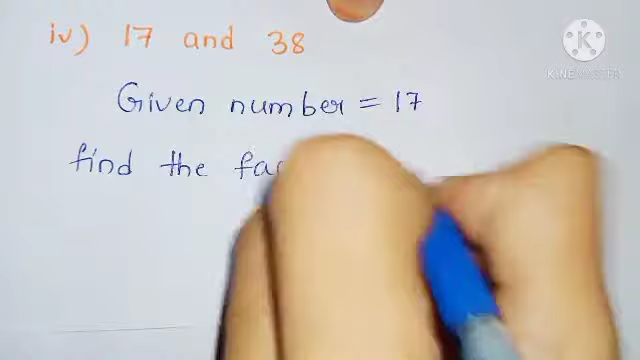 iv) 17 and 38
Given number = 17
find the
KINEMASTER